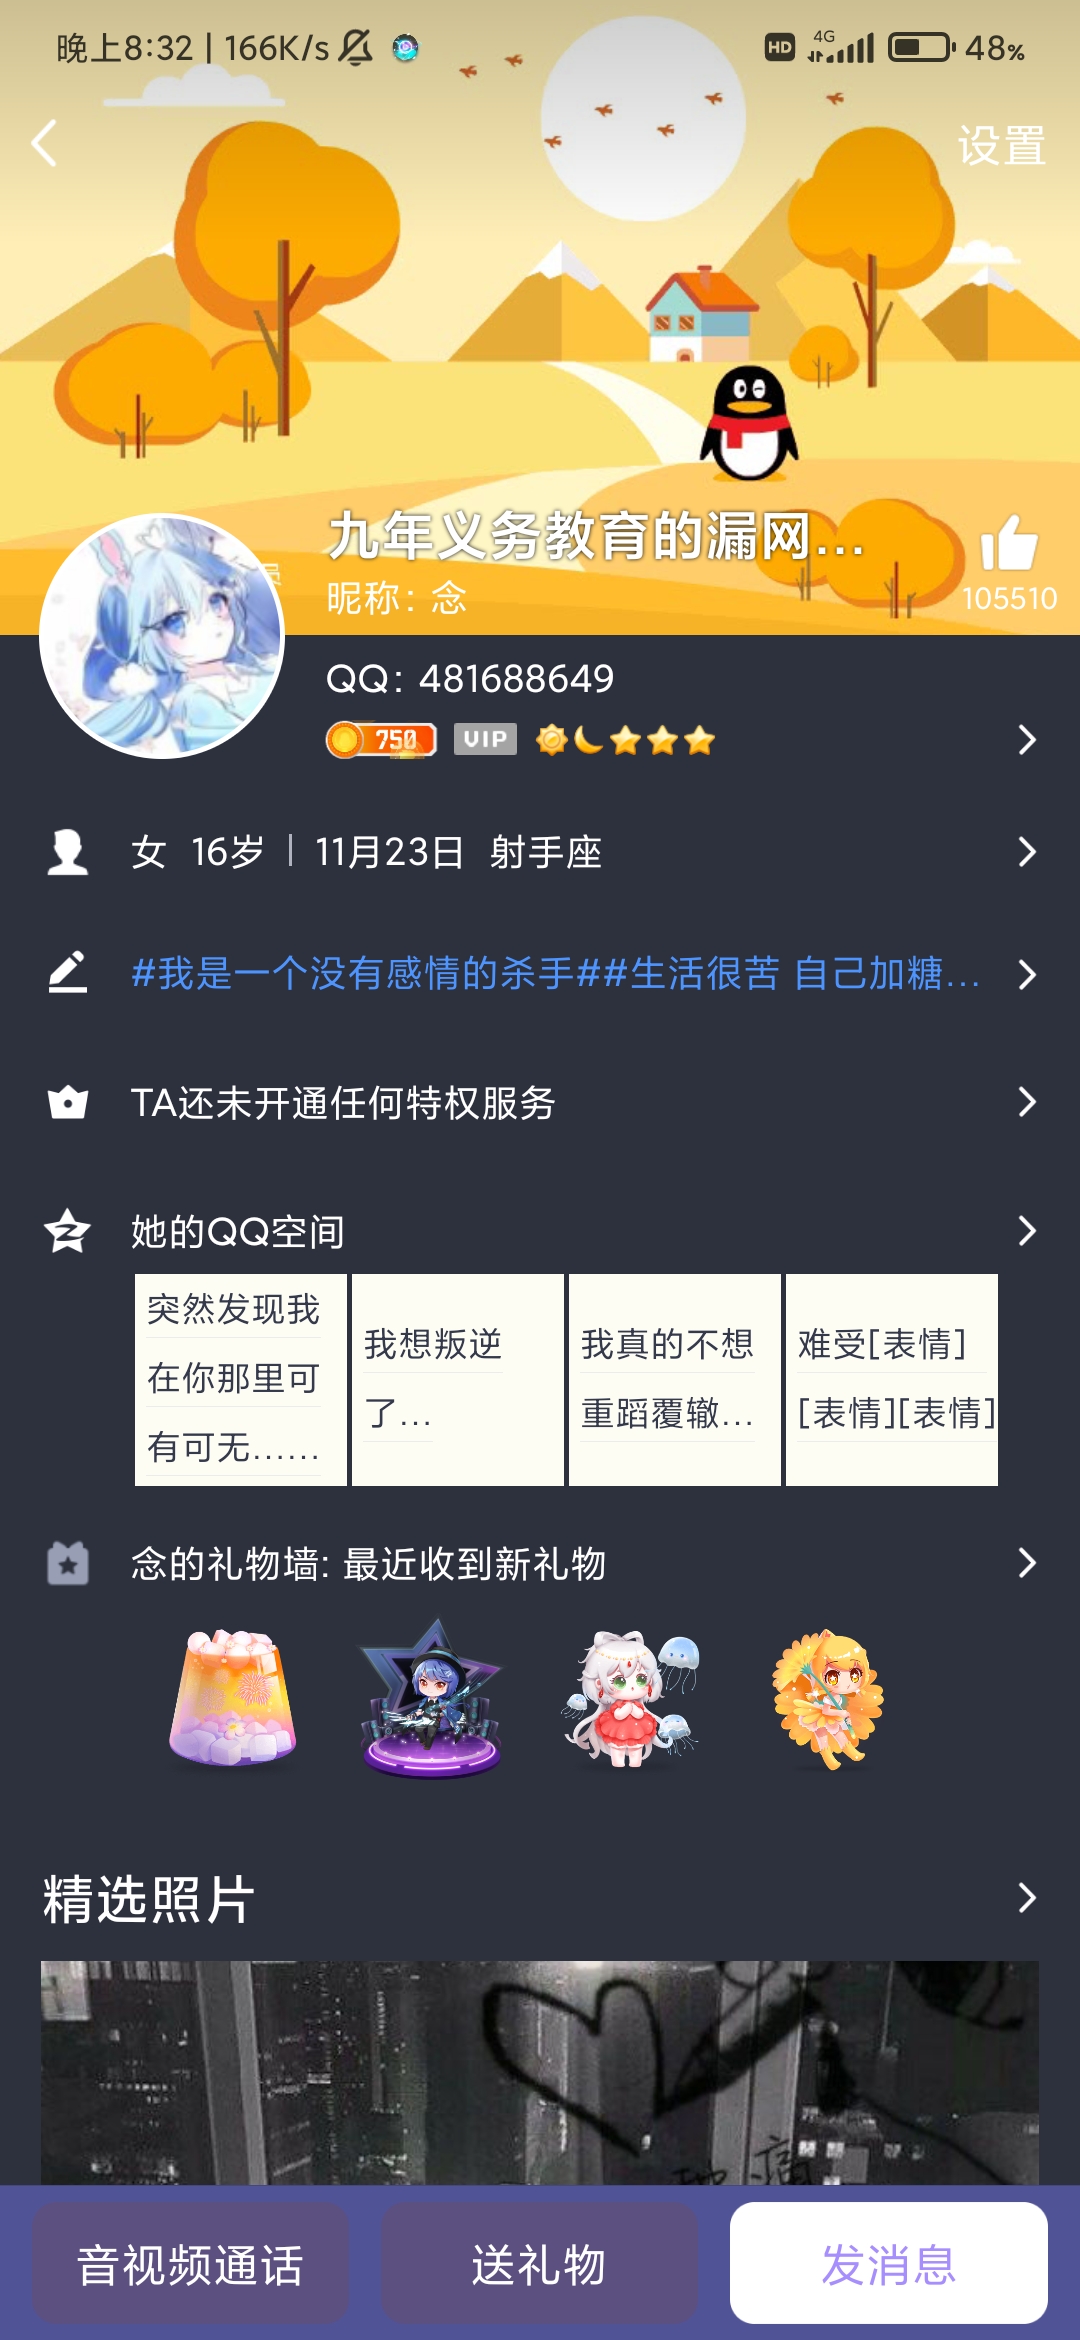 晚上8:32 | 166K/s
HD 4G 48%
设置
九年义务教育的漏网...
昵称: 念
105510
QQ: 481688649
750 VIP
女 16岁 | 11月23日 射手座
#我是一个没有感情的杀手##生活很苦 自己加糖...
TA还未开通任何特权服务
她的QQ空间
突然发现我
在你那里可
有可无......
我想叛逆
了...
我真的不想
重蹈覆辙...
难受[表情]
[表情][表情]
念的礼物墙: 最近收到新礼物
精选照片
音视频通话
送礼物
发消息